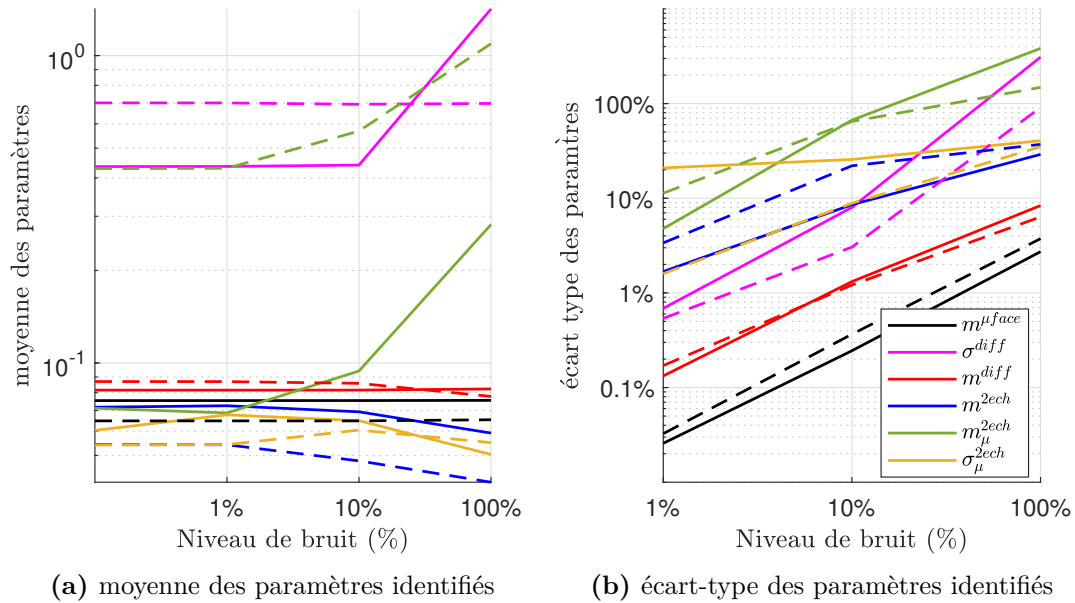 moyenne des paramètres
10^0
10^-1
1%
10%
100%
Niveau de bruit (%)
(a) moyenne des paramètres identifiés
écart type des paramtres
100%
10%
1%
0.1%
1%
10%
100%
Niveau de bruit (%)
m^{μface}
σ^{diff}
m^{diff}
m^{2ech}
m_μ^{2ech}
σ_μ^{2ech}
(b) écart-type des paramètres identifiés